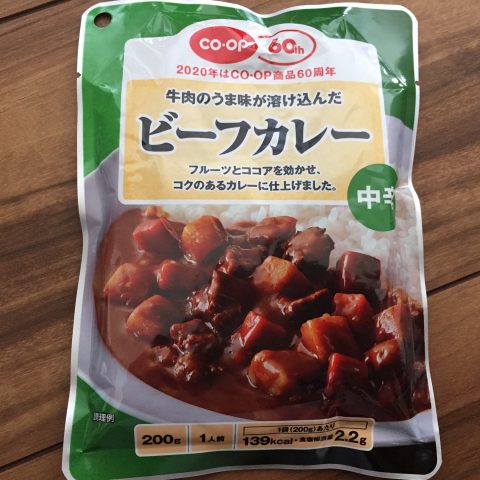 CO・OP 60th
2020年はCO・OP商品60周年
牛肉のうま味が溶け込んだ
ビーフカレー
フルーツとココアを効かせ、
コクのあるカレーに仕上げました。
中辛
調理例
200g 1人前
1袋(200g)あたり
139kcal・食塩相当量2.2g